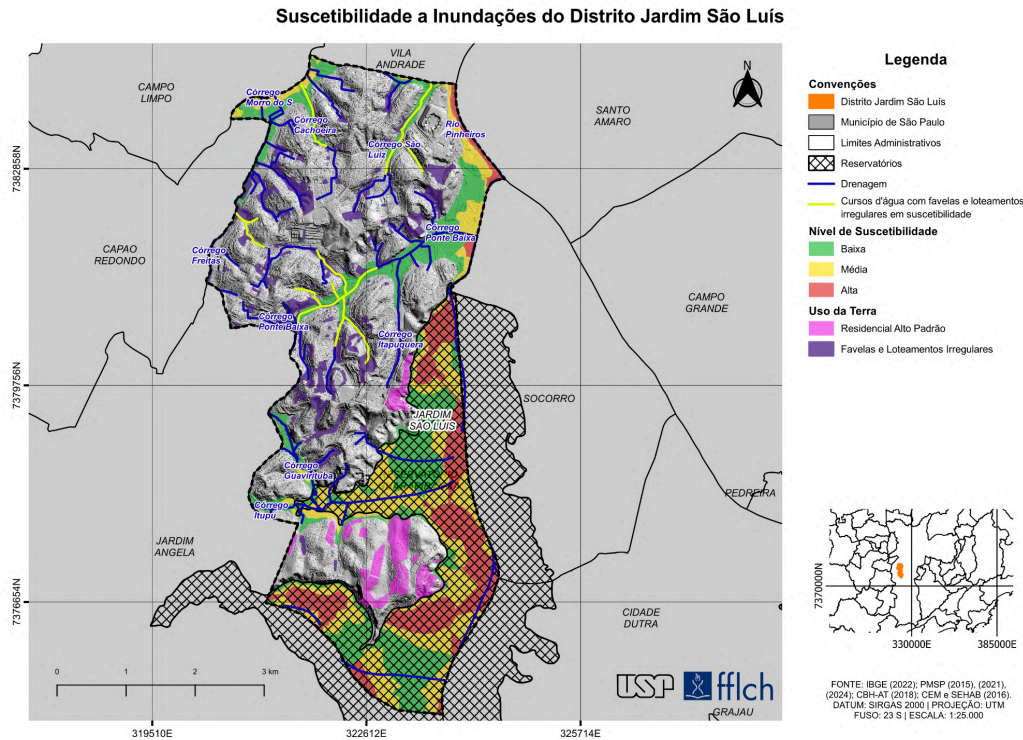 Suscetibilidade a Inundações do Distrito Jardim São Luís
VILA
ANDRADE
CAMPO
LIMPO
SANTO
AMARO
N
Córrego
Morro do S
Córrego
Cachoeira
Rio
Pinheiros
Córrego São
Luiz
Córrego
Ponte Baixa
CAPAO
REDONDO
Córrego
Freitas
CAMPO
GRANDE
Córrego
Ponte Baixa
Córrego
Itapuquera
SOCORRO
JARDIM
SAO LUIS
Córrego
Guavirituba
PEDREIRA
Córrego
Itupú
JARDIM
ANGELA
CIDADE
DUTRA
GRAJAU
7382858N
7379756N
7376654N
0 1 2 3 km
USP fflch
319510E 322612E 325714E
Legenda
Convenções
Distrito Jardim São Luís
Município de São Paulo
Limites Administrativos
Reservatórios
Drenagem
Cursos d'água com favelas e loteamentos
irregulares em suscetibilidade
Nível de Suscetibilidade
Baixa
Média
Alta
Uso da Terra
Residencial Alto Padrão
Favelas e Loteamentos Irregulares
7370000N
330000E 385000E
FONTE: IBGE (2022); PMSP (2015), (2021),
(2024); CBH-AT (2018); CEM e SEHAB (2016).
DATUM: SIRGAS 2000 | PROJEÇÃO: UTM
FUSO: 23 S | ESCALA: 1:25.000